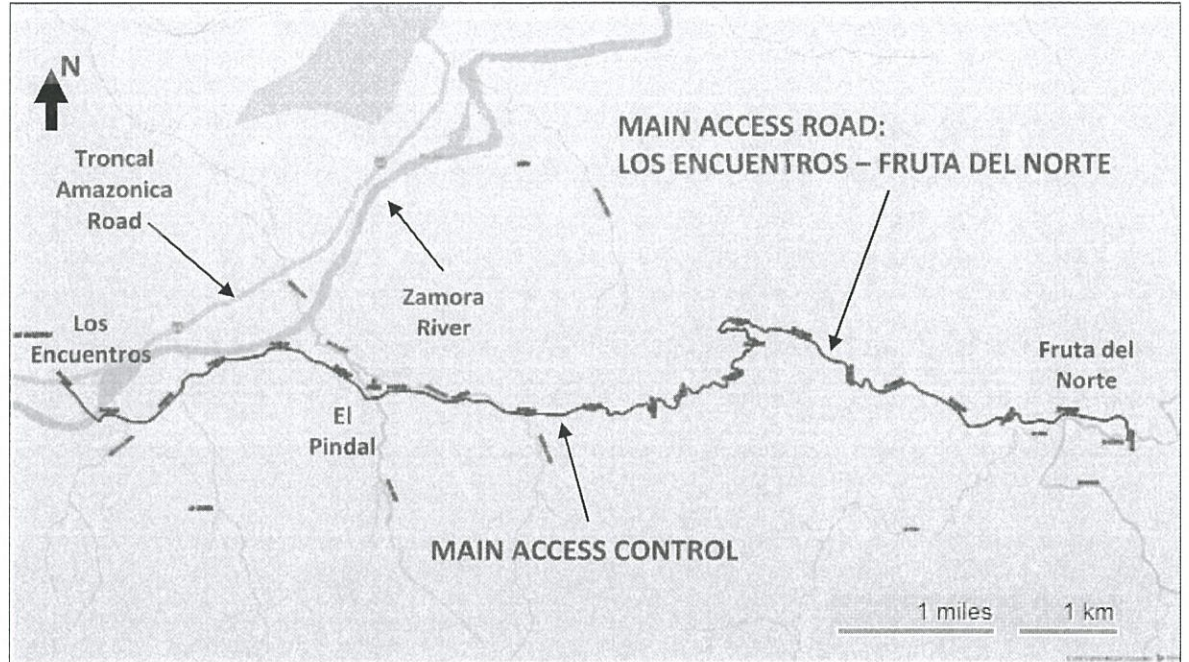 N
MAIN ACCESS ROAD:
LOS ENCUENTROS – FRUTA DEL NORTE
Troncal
Amazonica
Road
Zamora
River
Los
Encuentros
Fruta del
Norte
El
Pindal
MAIN ACCESS CONTROL
1 miles
1 km